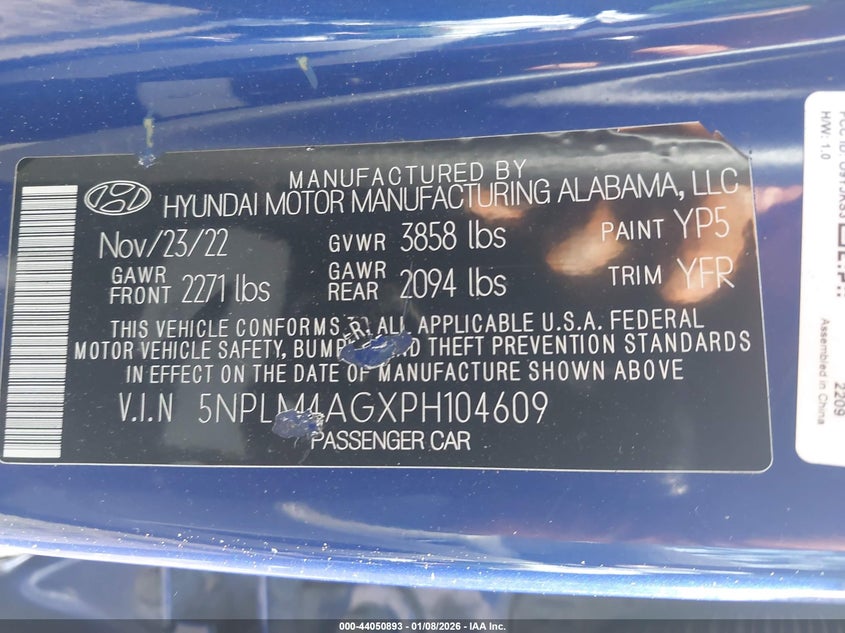 MANUFACTURED BY
HYUNDAI MOTOR MANUFACTURING ALABAMA, LLC
Nov/23/22 GVWR 3858 lbs PAINT YP5
GAWR FRONT 2271 lbs GAWR REAR 2094 lbs TRIM YFR
THIS VEHICLE CONFORMS ALL APPLICABLE U.S.A. FEDERAL
MOTOR VEHICLE SAFETY, AND THEFT PREVENTION STANDARDS
IN EFFECT ON THE DATE OF MANUFACTURE SHOWN ABOVE
V.I.N 5NPLM4AGXPH104609
PASSENGER CAR
H/W: 1.0
Assembled in China
2209
000-44050893 - 01/08/2026 - IAA Inc.